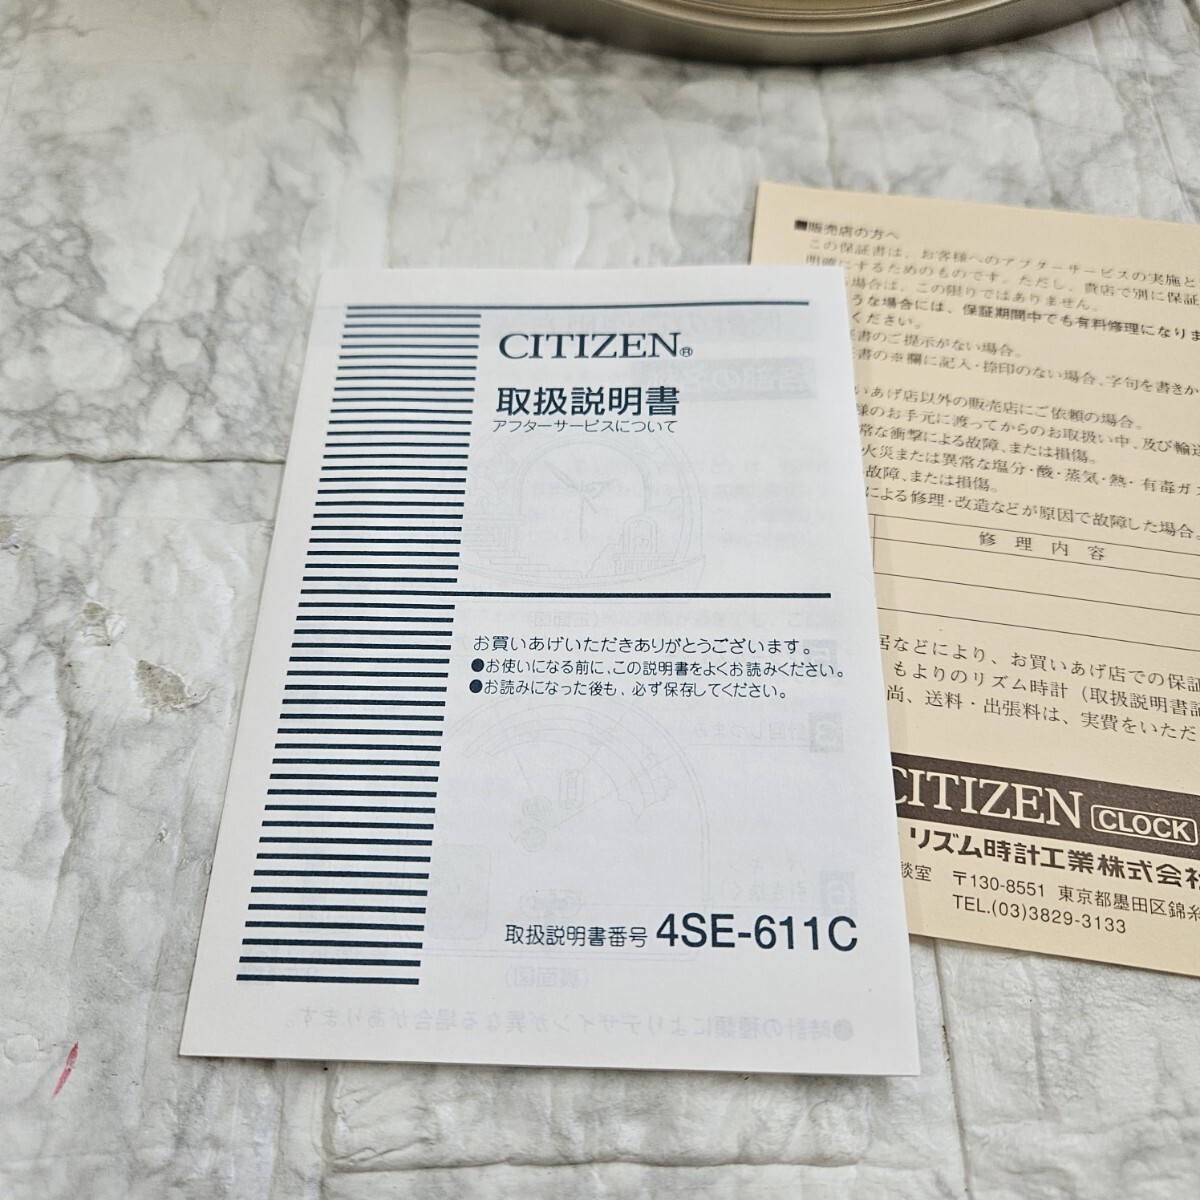 CITIZEN®
取扱説明書
アフターサービスについて
お買いあげいただきありがとうございます。
●お使いになる前に、この説明書をよくお読みください。
●お読みになった後も、必ず保存してください。
取扱説明書番号 4SE-611C
■販売店の方へ
この保証書は、お客様へのアフターサービスの実施と
明確にするためのものです。ただし、貴店で別に保証
場合は、この限りではありません。
うな場合には、保証期間中でも有料修理になりま
ください。
書のご提示がない場合。
書の※欄に記入・捺印のない場合、字句を書きか
いあげ店以外の販売店にご依頼の場合。
様のお手元に渡ってからのお取扱い中、及び輸送
常な衝撃による故障、または損傷。
火災または異常な塩分・酸・蒸気・熱・有毒ガ
故障、または損傷。
による修理・改造などが原因で故障した場合。
修理内容
居などにより、お買いあげ店での保証
もよりのリズム時計（取扱説明書記
尚、送料・出張料は、実費をいただ
CITIZEN CLOCK
リズム時計工業株式会社
談室 〒130-8551 東京都墨田区錦糸
TEL.(03)3829-3133